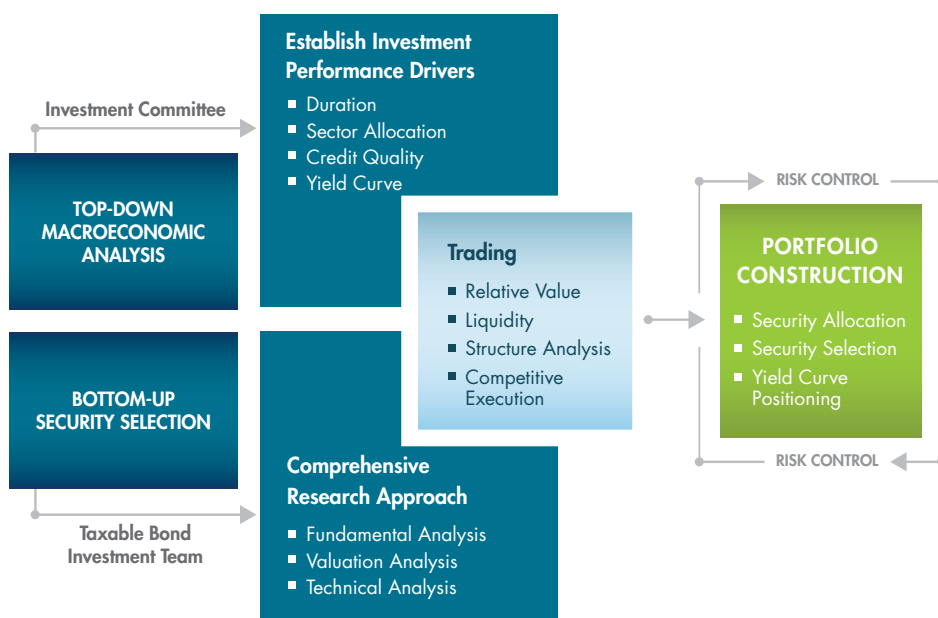 Investment Committee
TOP-DOWN
MACROECONOMIC
ANALYSIS
Establish Investment
Performance Drivers
Duration
Sector Allocation
Credit Quality
Yield Curve
BOTTOM-UP
SECURITY SELECTION
Taxable Bond
Investment Team
Comprehensive
Research Approach
Fundamental Analysis
Valuation Analysis
Technical Analysis
Trading
Relative Value
Liquidity
Structure Analysis
Competitive
Execution
RISK CONTROL
PORTFOLIO
CONSTRUCTION
Security Allocation
Security Selection
Yield Curve
Positioning
RISK CONTROL